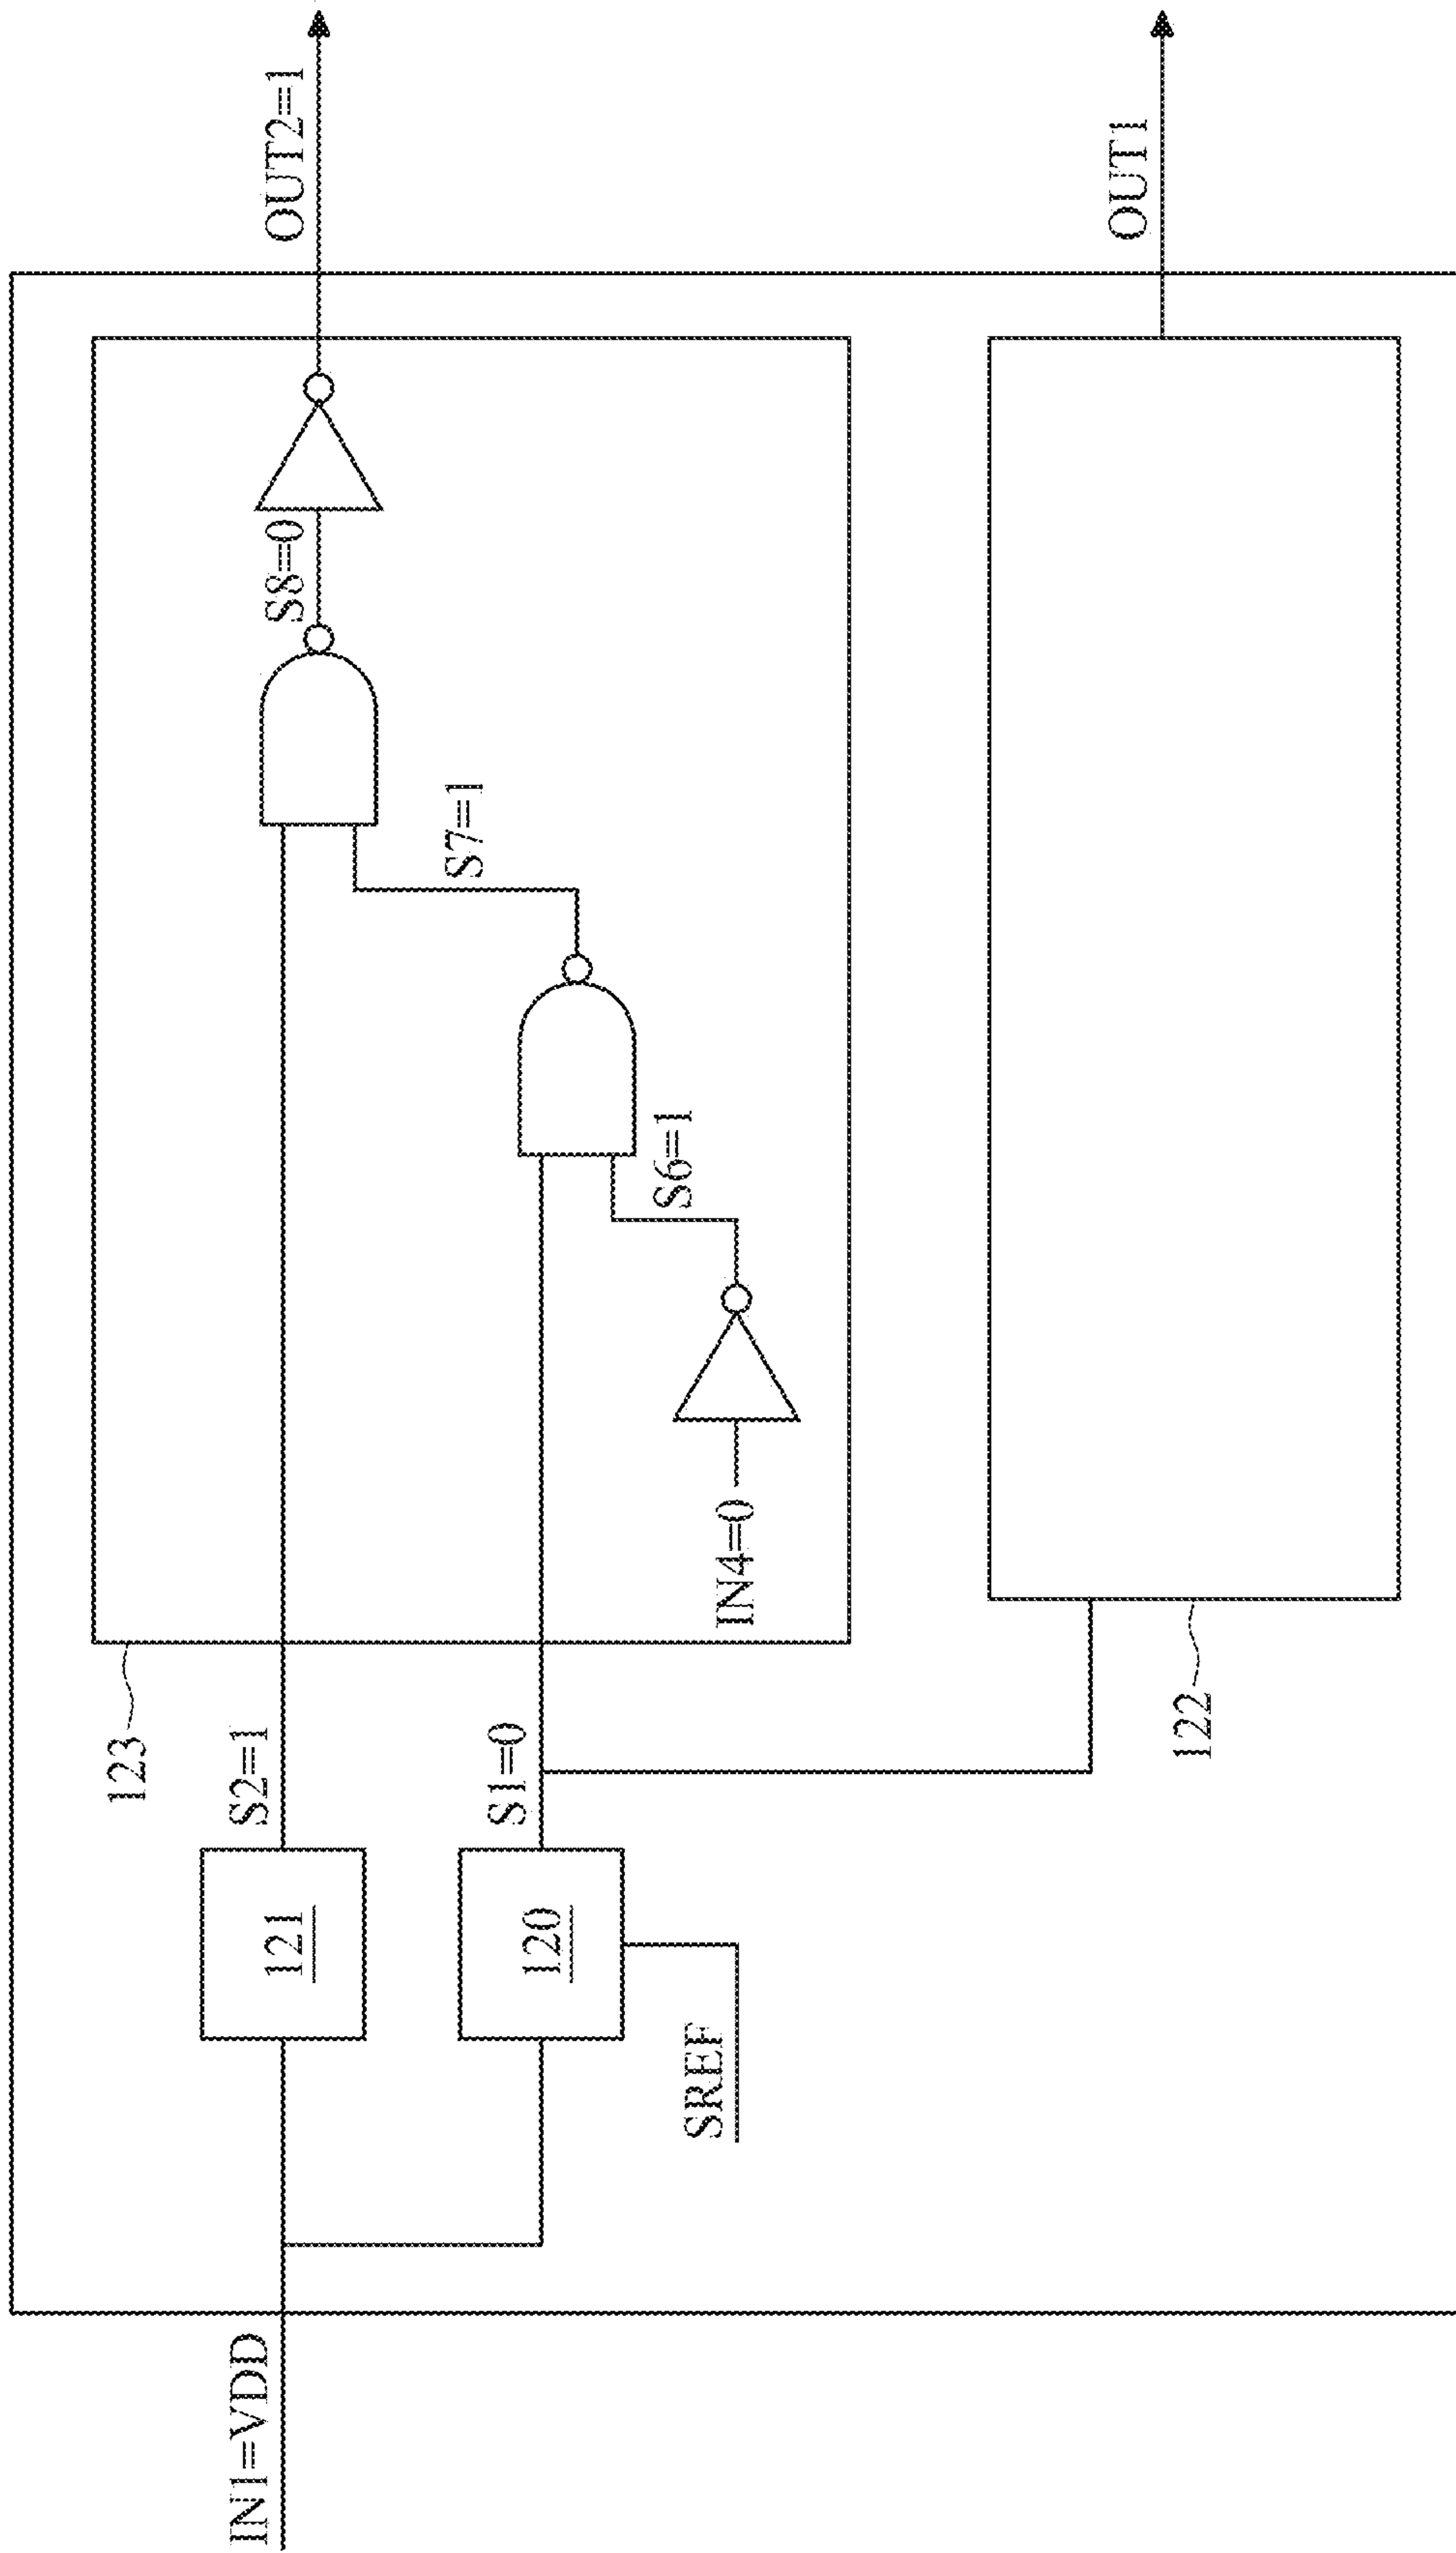 IN1=VDD
121
S2=1
123
S8=0
OUT2=1
120
S1=0
S7=1
SREF
S6=1
IN4=0
122
OUT1